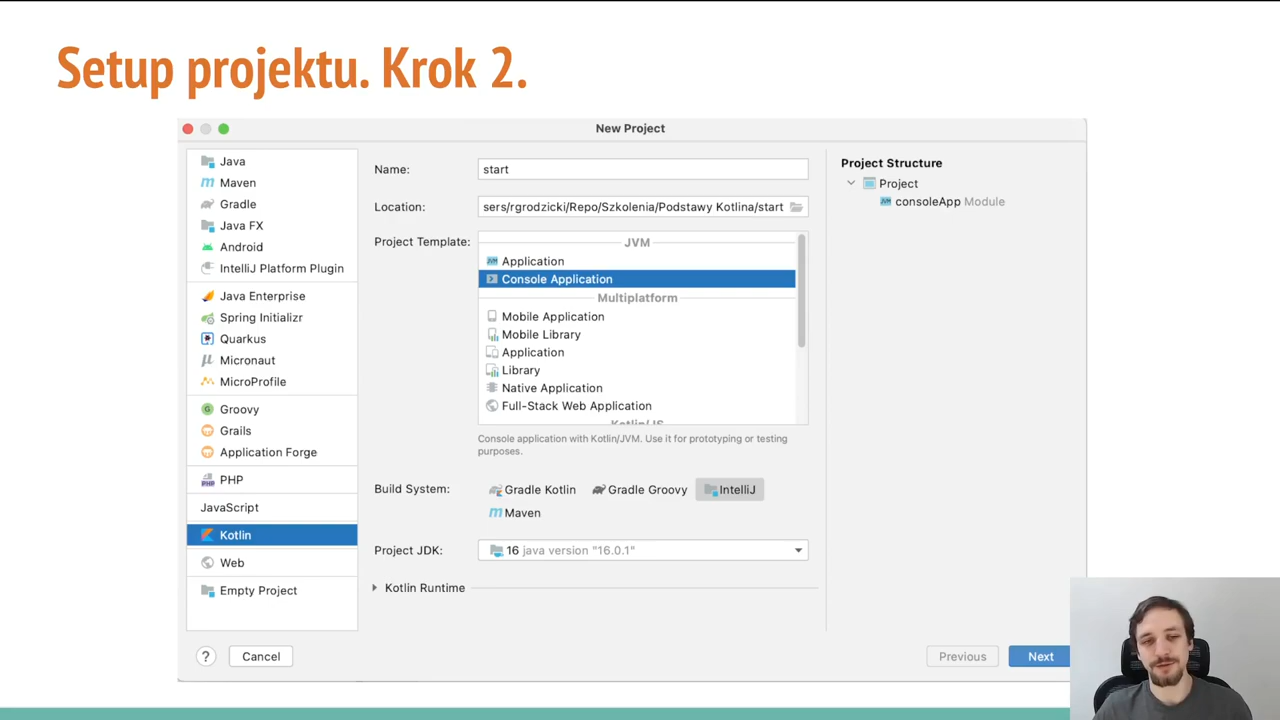 Setup projektu. Krok 2.
New Project
Java
Maven
Gradle
Java FX
Android
IntelliJ Platform Plugin
Java Enterprise
Spring Initializr
Quarkus
Micronaut
MicroProfile
Groovy
Grails
Application Forge
PHP
JavaScript
Kotlin
Web
Empty Project
Name: start
Location: sers/rgrodzicki/Repo/Szkolenia/Podstawy Kotlina/start
Project Template:
JVM
Application
Console Application
Multiplatform
Mobile Application
Mobile Library
Application
Library
Native Application
Full-Stack Web Application
Kotlin/JS
Console application with Kotlin/JVM. Use it for prototyping or testing
purposes.
Build System: Gradle Kotlin Gradle Groovy IntelliJ
Maven
Project JDK: 16 java version "16.0.1"
Kotlin Runtime
Project Structure
Project
consoleApp Module
? Cancel Previous Next